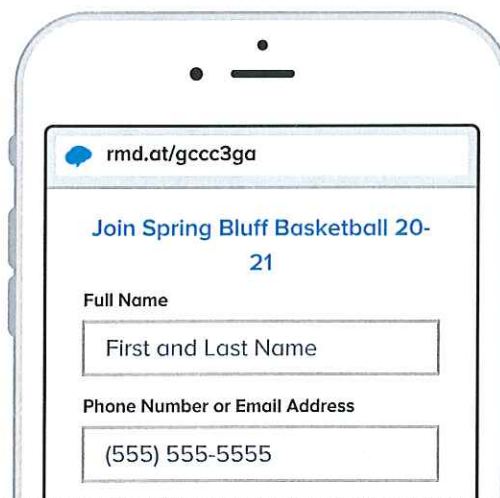 rmd.at/gccc3ga
Join Spring Bluff Basketball 20-
21
Full Name
First and Last Name
Phone Number or Email Address
(555) 555-5555